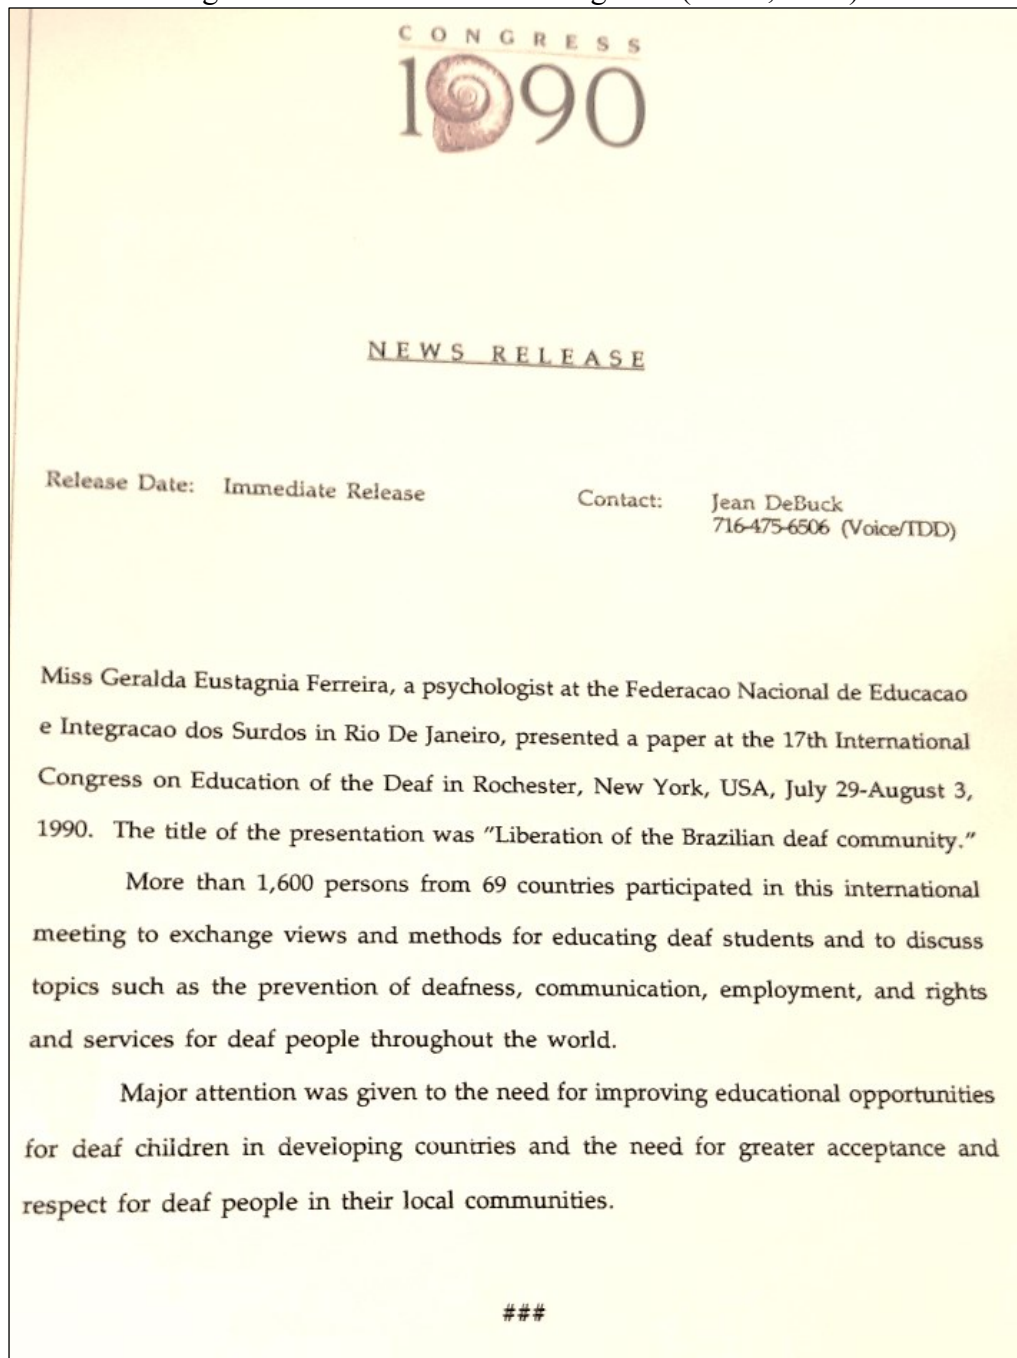 CONGRESS
1990
NEWS RELEASE
Release Date: Immediate Release
Contact: Jean DeBuck
716-475-6506 (Voice/TDD)
Miss Geralda Eustagnia Ferreira, a psychologist at the Federacao Nacional de Educacao
e Integracao dos Surdos in Rio De Janeiro, presented a paper at the 17th International
Congress on Education of the Deaf in Rochester, New York, USA, July 29-August 3,
1990. The title of the presentation was "Liberation of the Brazilian deaf community."
More than 1,600 persons from 69 countries participated in this international
meeting to exchange views and methods for educating deaf students and to discuss
topics such as the prevention of deafness, communication, employment, and rights
and services for deaf people throughout the world.
Major attention was given to the need for improving educational opportunities
for deaf children in developing countries and the need for greater acceptance and
respect for deaf people in their local communities.
###